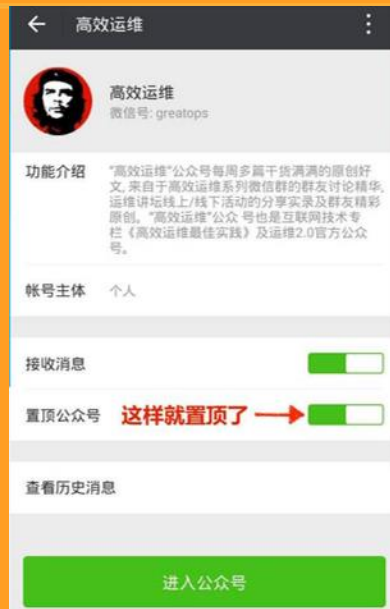 高效运维
高效运维
微信号: greatops
功能介绍
"高效运维"公众号每周多篇干货满满的原创好
文,来自于高效运维系列微信群的群友讨论精华,
运维讲坛线上/线下活动的分享实录及群友精彩
原创。"高效运维"公众 号也是互联网技术专
栏《高效运维最佳实践》及运维2.0官方公众
号。
帐号主体 个人
接收消息
置顶公众号 这样就置顶了
查看历史消息
进入公众号